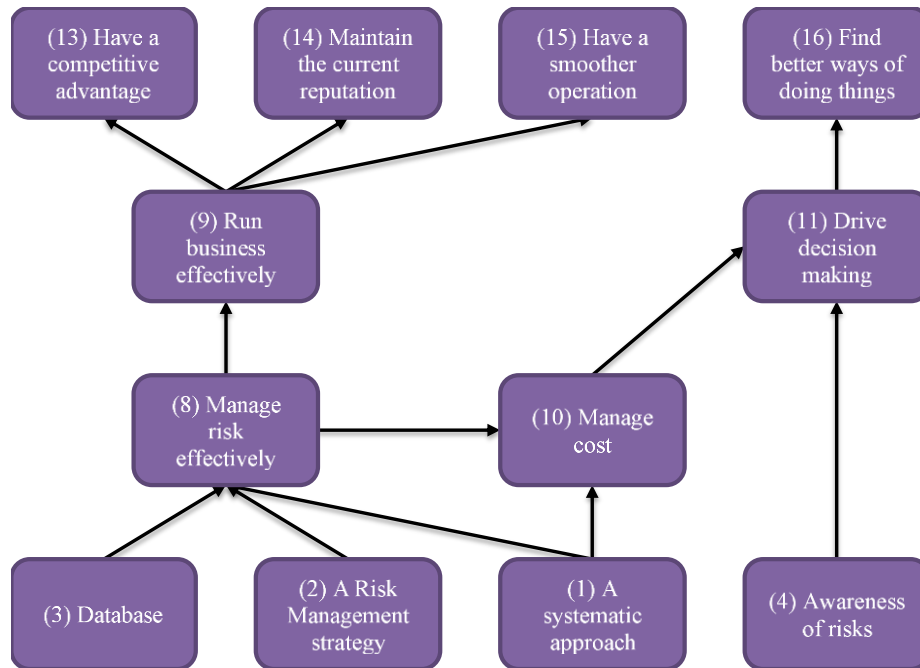 (13) Have a
competitive
advantage
(14) Maintain
the current
reputation
(15) Have a
smoother
operation
(16) Find
better ways of
doing things
(9) Run
business
effectively
(11) Drive
decision
making
(8) Manage
risk
effectively
(10) Manage
cost
(3) Database
(2) A Risk
Management
strategy
(1) A
systematic
approach
(4) Awareness
of risks